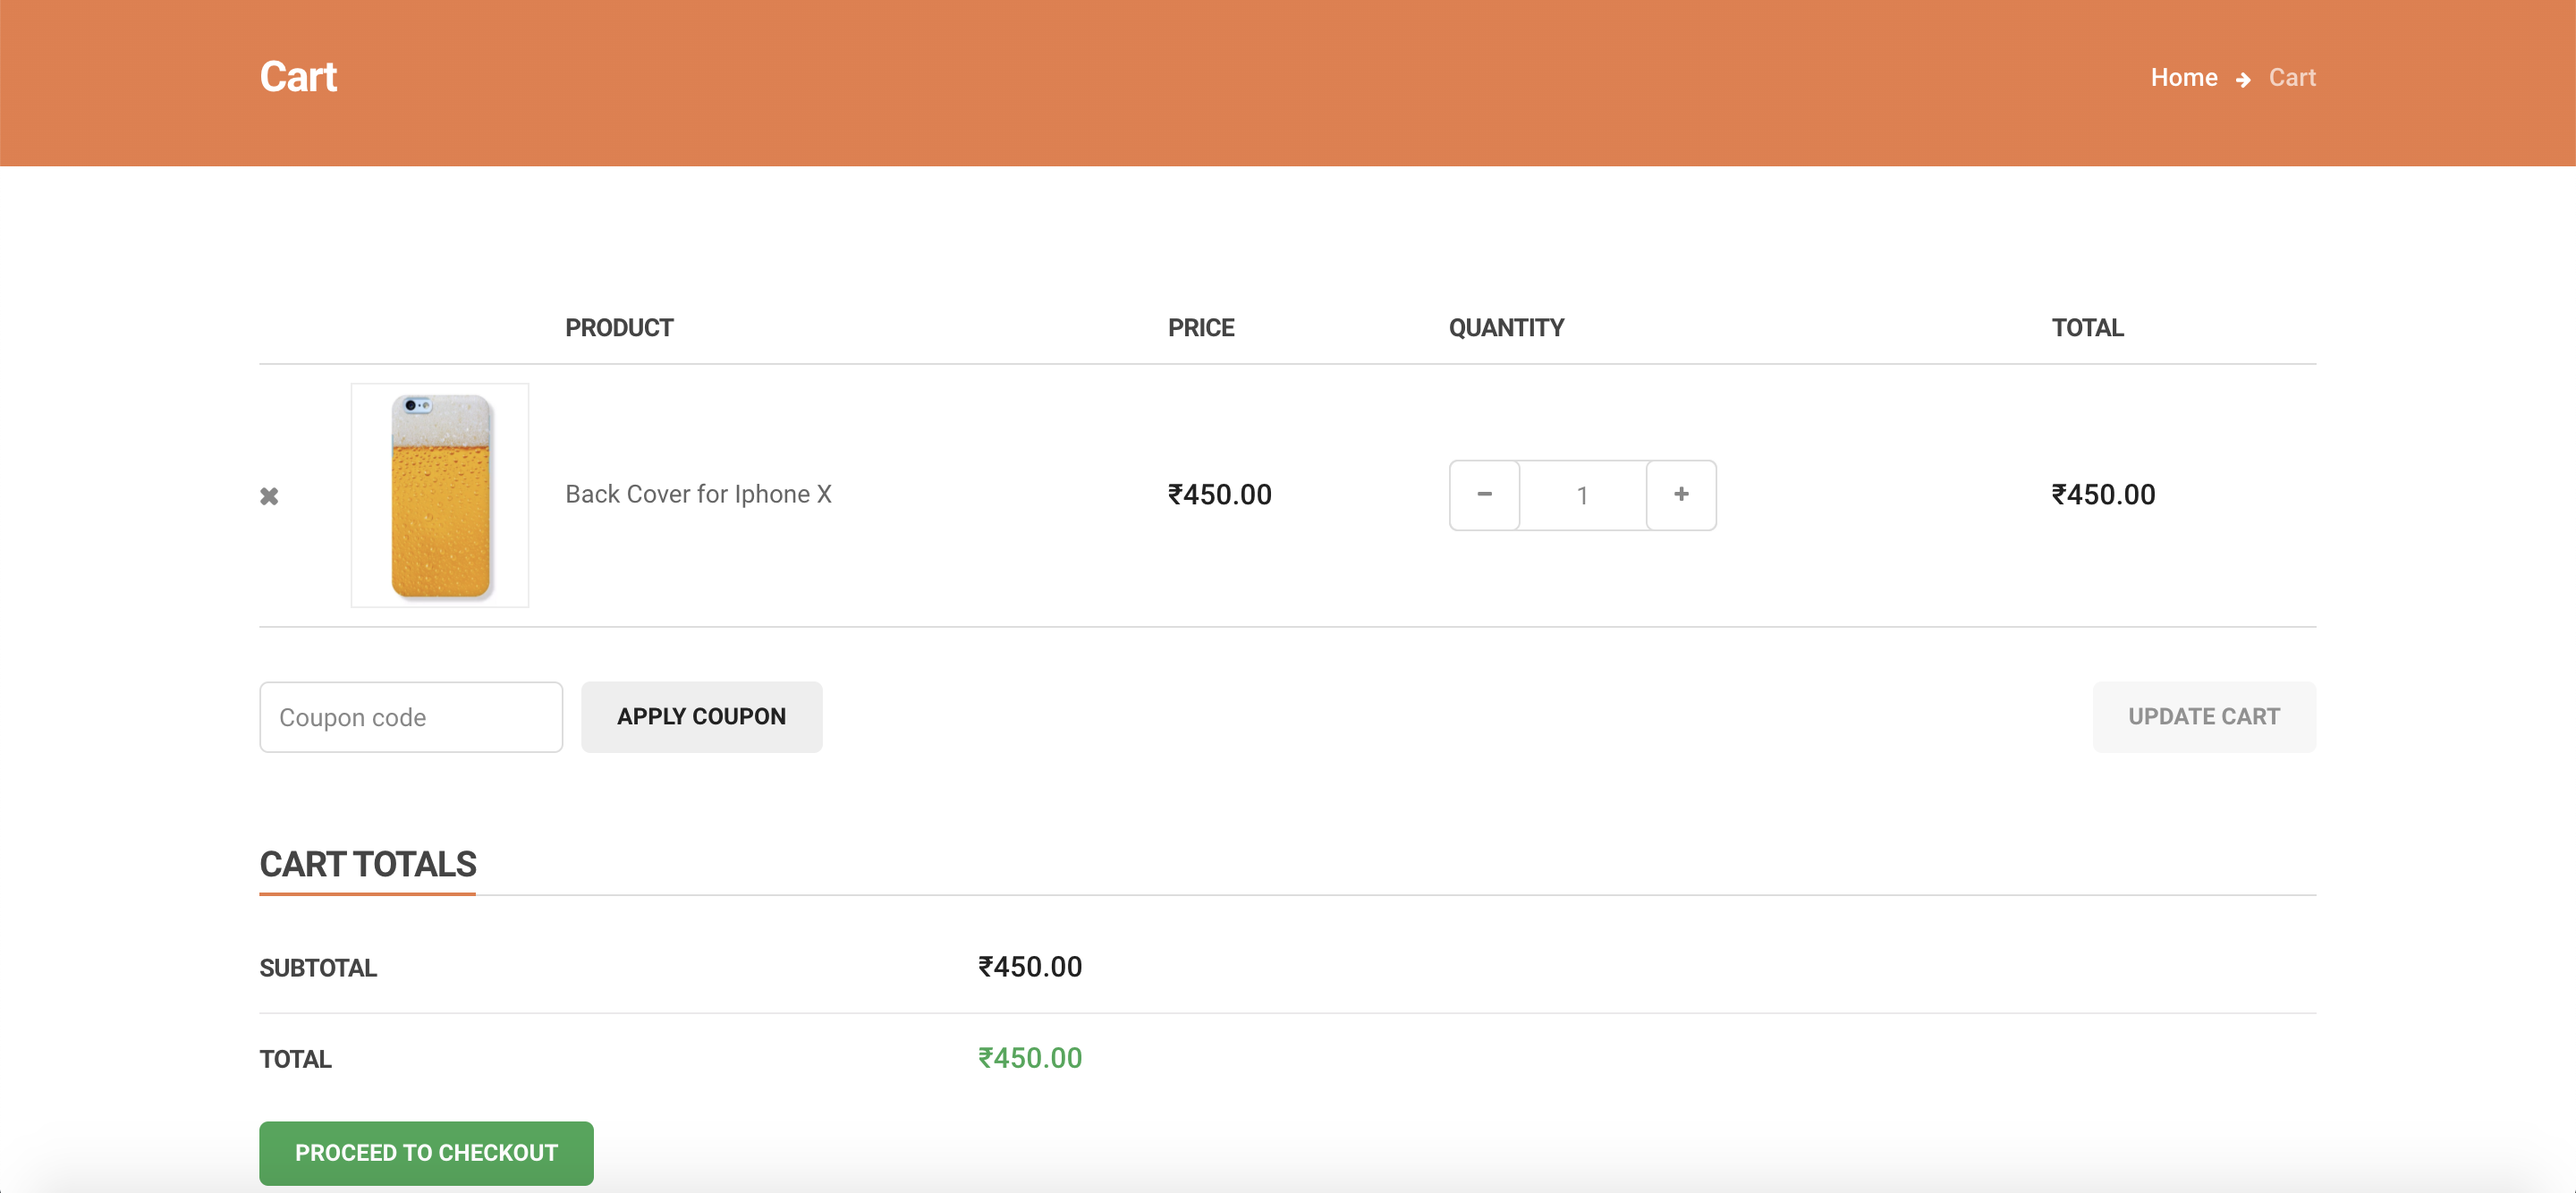 Cart
Home → Cart
PRODUCT PRICE QUANTITY TOTAL
Back Cover for Iphone X ₹450.00 − 1 + ₹450.00
Coupon code APPLY COUPON UPDATE CART
CART TOTALS
SUBTOTAL ₹450.00
TOTAL ₹450.00
PROCEED TO CHECKOUT